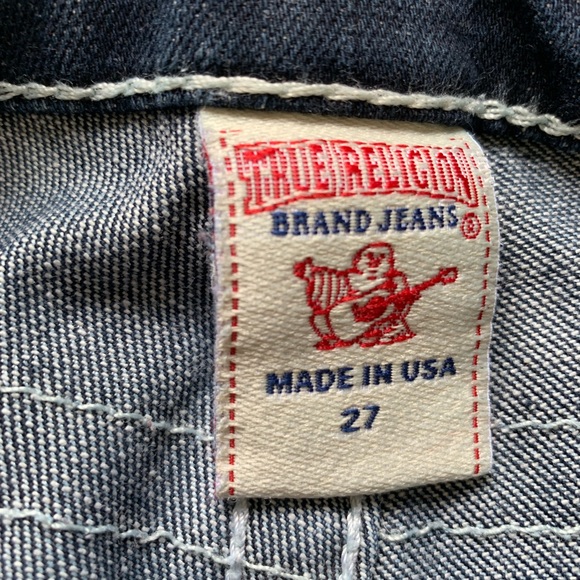 TRUE RELIGION
BRAND JEANS®
MADE IN USA
27